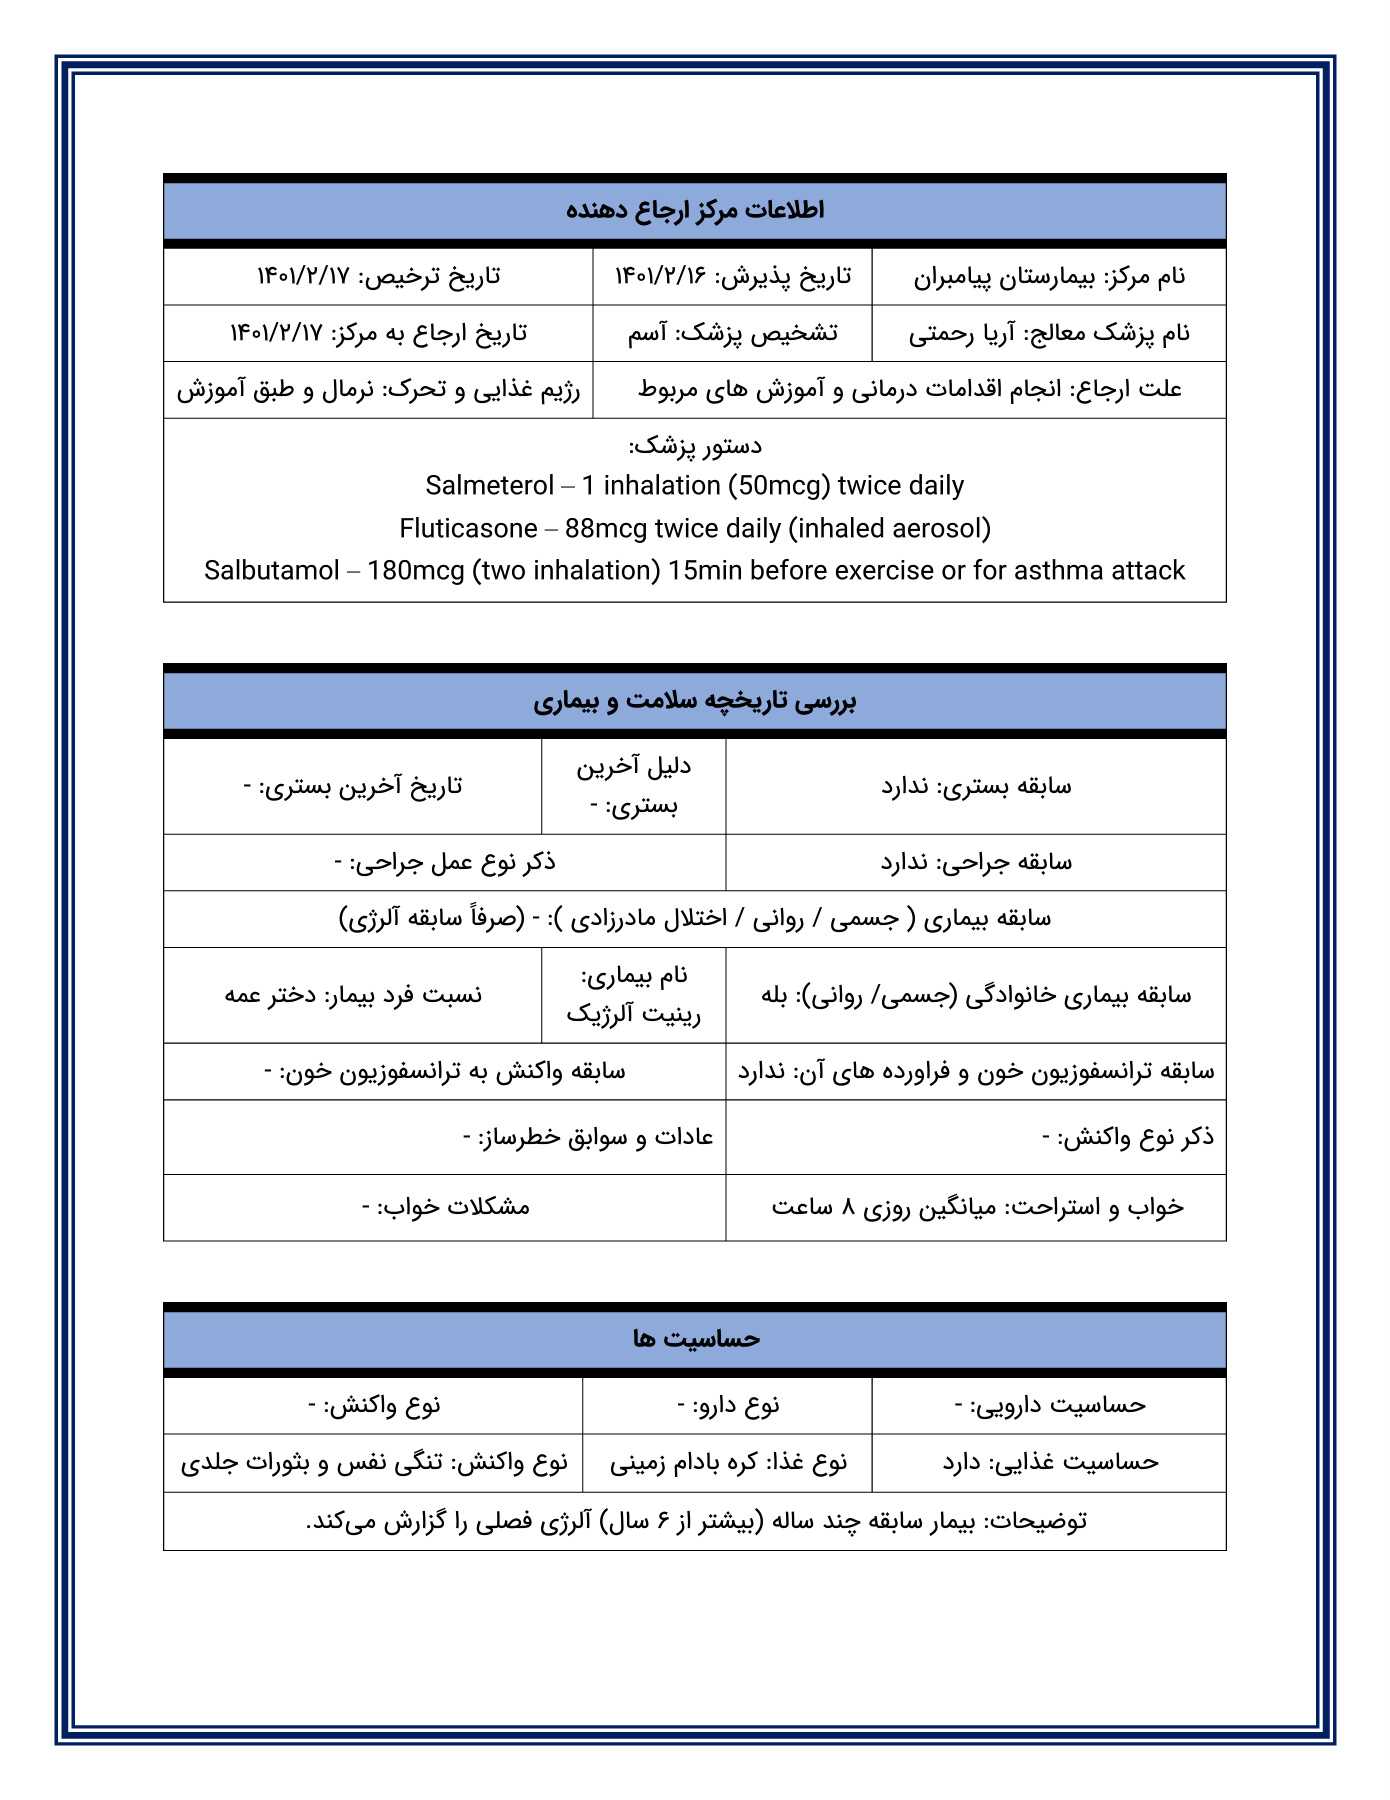 اطلاعات مرکز ارجاع دهنده
نام مرکز: بیمارستان پیامبران
تاریخ پذیرش: ۱۴۰۱/۲/۱۶
تاریخ ترخیص: ۱۴۰۱/۲/۱۷
نام پزشک معالج: آریا رحمتی
تشخیص پزشک: آسم
تاریخ ارجاع به مرکز: ۱۴۰۱/۲/۱۷
علت ارجاع: انجام اقدامات درمانی و آموزش های مربوط
رژیم غذایی و تحرک: نرمال و طبق آموزش
دستور پزشک:
Salmeterol – 1 inhalation (50mcg) twice daily
Fluticasone – 88mcg twice daily (inhaled aerosol)
Salbutamol – 180mcg (two inhalation) 15min before exercise or for asthma attack
بررسی تاریخچه سلامت و بیماری
سابقه بستری: ندارد
دلیل آخرین
بستری: -
تاریخ آخرین بستری: -
سابقه جراحی: ندارد
ذکر نوع عمل جراحی: -
سابقه بیماری ( جسمی / روانی / اختلال مادرزادی ): - (صرفاً سابقه آلرژی)
سابقه بیماری خانوادگی (جسمی/ روانی): بله
نام بیماری:
رینیت آلرژیک
نسبت فرد بیمار: دختر عمه
سابقه ترانسفوزیون خون و فراورده های آن: ندارد
سابقه واکنش به ترانسفوزیون خون: -
ذکر نوع واکنش: -
عادات و سوابق خطرساز: -
خواب و استراحت: میانگین روزی ۸ ساعت
مشکلات خواب: -
حساسیت ها
حساسیت دارویی: -
نوع دارو: -
نوع واکنش: -
حساسیت غذایی: دارد
نوع غذا: کره بادام زمینی
نوع واکنش: تنگی نفس و بثورات جلدی
توضیحات: بیمار سابقه چند ساله (بیشتر از ۶ سال) آلرژی فصلی را گزارش می‌کند.